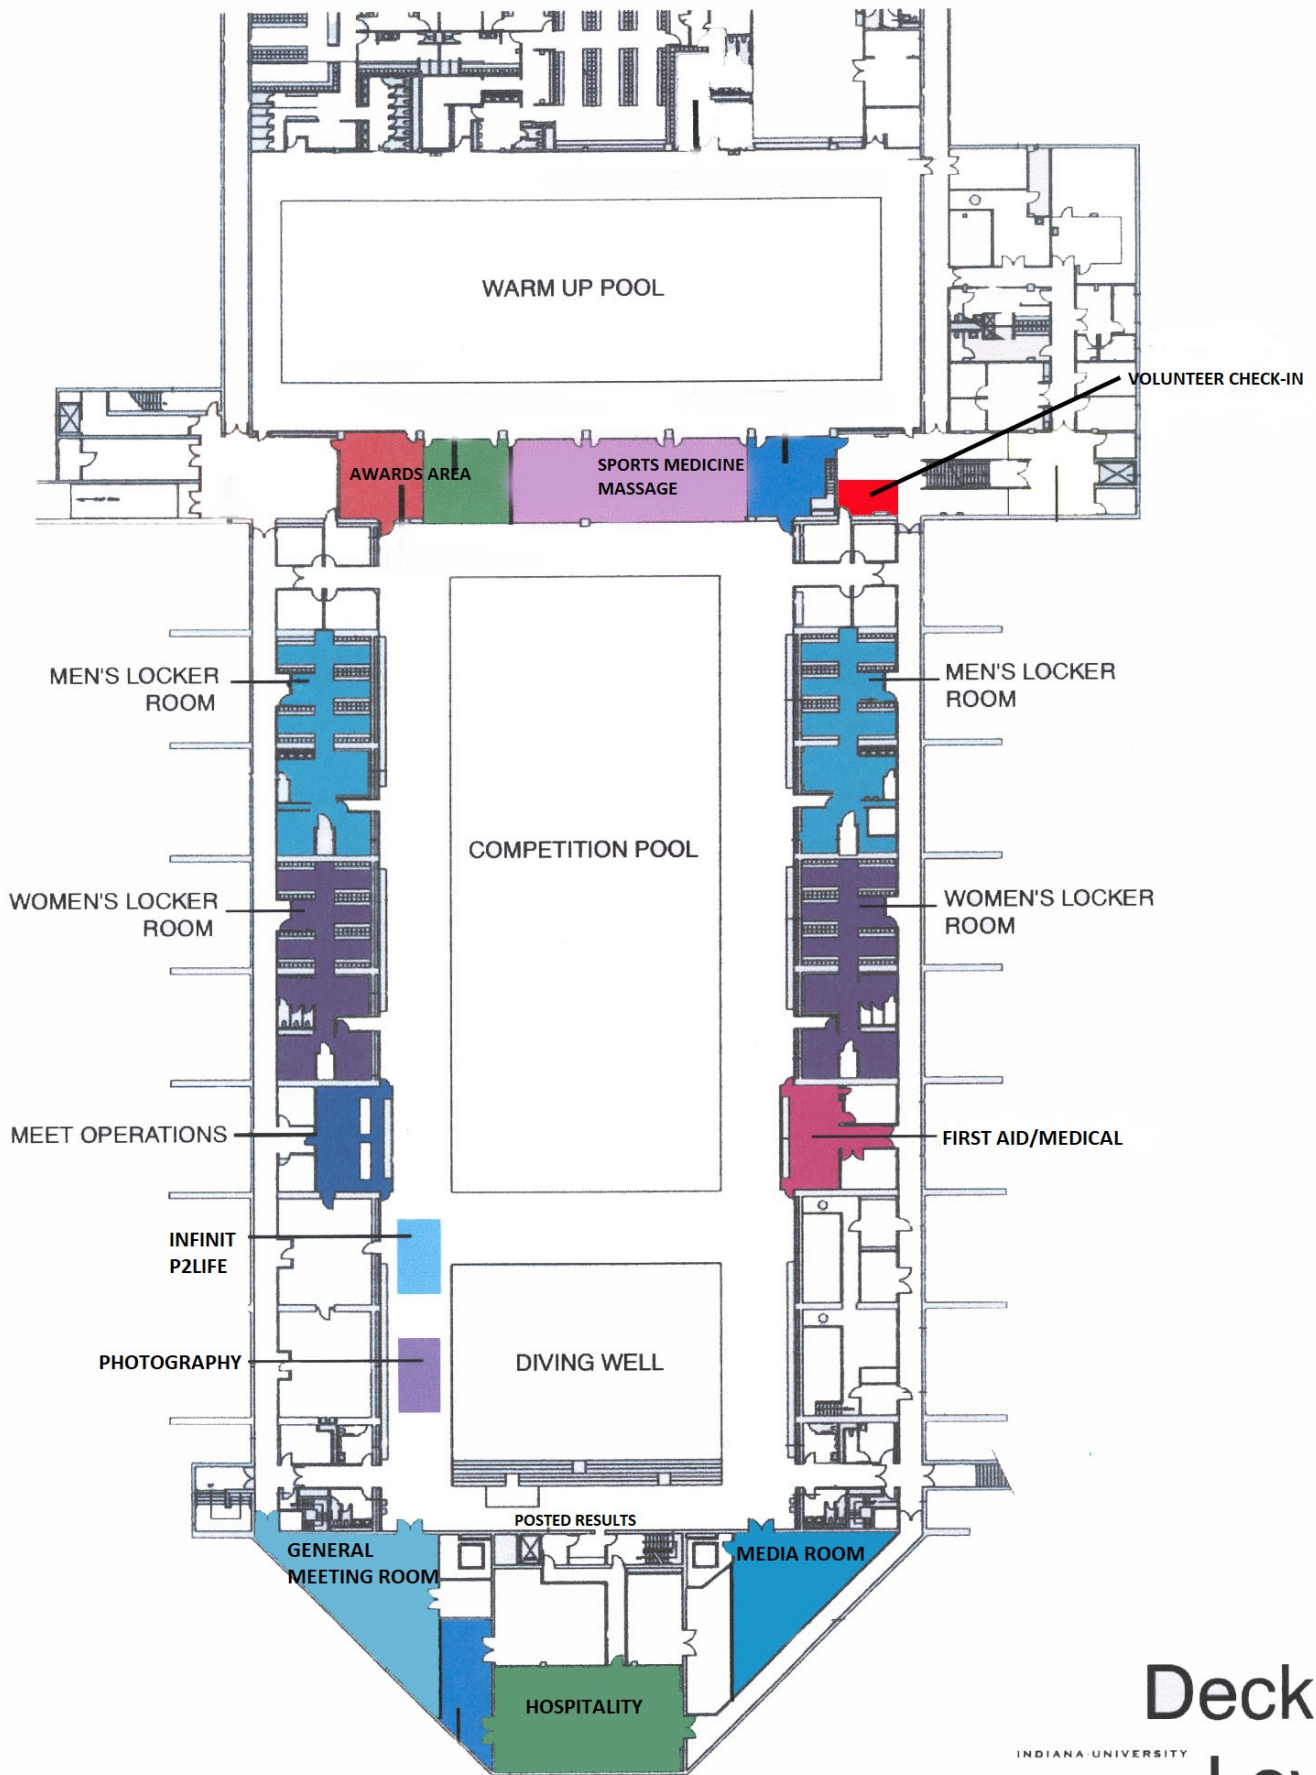 WARM UP POOL
VOLUNTEER CHECK-IN
AWARDS AREA
SPORTS MEDICINE
MASSAGE
MEN'S LOCKER
ROOM
MEN'S LOCKER
ROOM
COMPETITION POOL
WOMEN'S LOCKER
ROOM
WOMEN'S LOCKER
ROOM
MEET OPERATIONS
FIRST AID/MEDICAL
INFINIT
P2LIFE
PHOTOGRAPHY
DIVING WELL
POSTED RESULTS
GENERAL
MEETING ROOM
MEDIA ROOM
HOSPITALITY
Deck
INDIANA UNIVERSITY